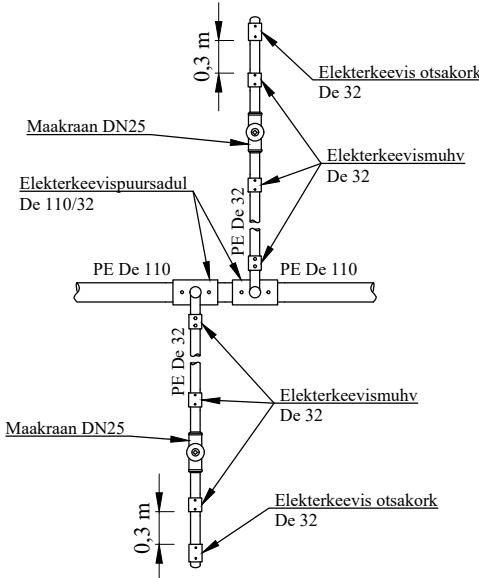 0,3 m
Elekterkeevis otsakork
De 32
Maakraan DN25
Elekterkeevismuhv
De 32
Elekterkeevispuursadul
De 110/32
PE De 32
PE De 110
PE De 110
PE De 32
Elekterkeevismuhv
De 32
Maakraan DN25
Elekterkeevis otsakork
De 32
0,3 m